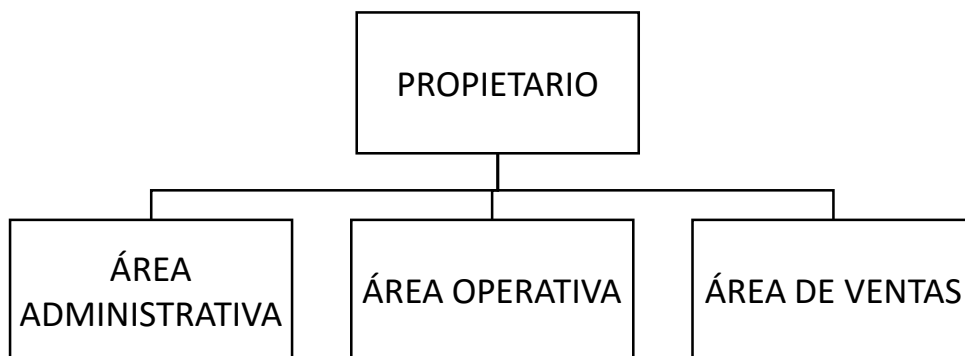 PROPIETARIO
ÁREA
ADMINISTRATIVA
ÁREA OPERATIVA
ÁREA DE VENTAS